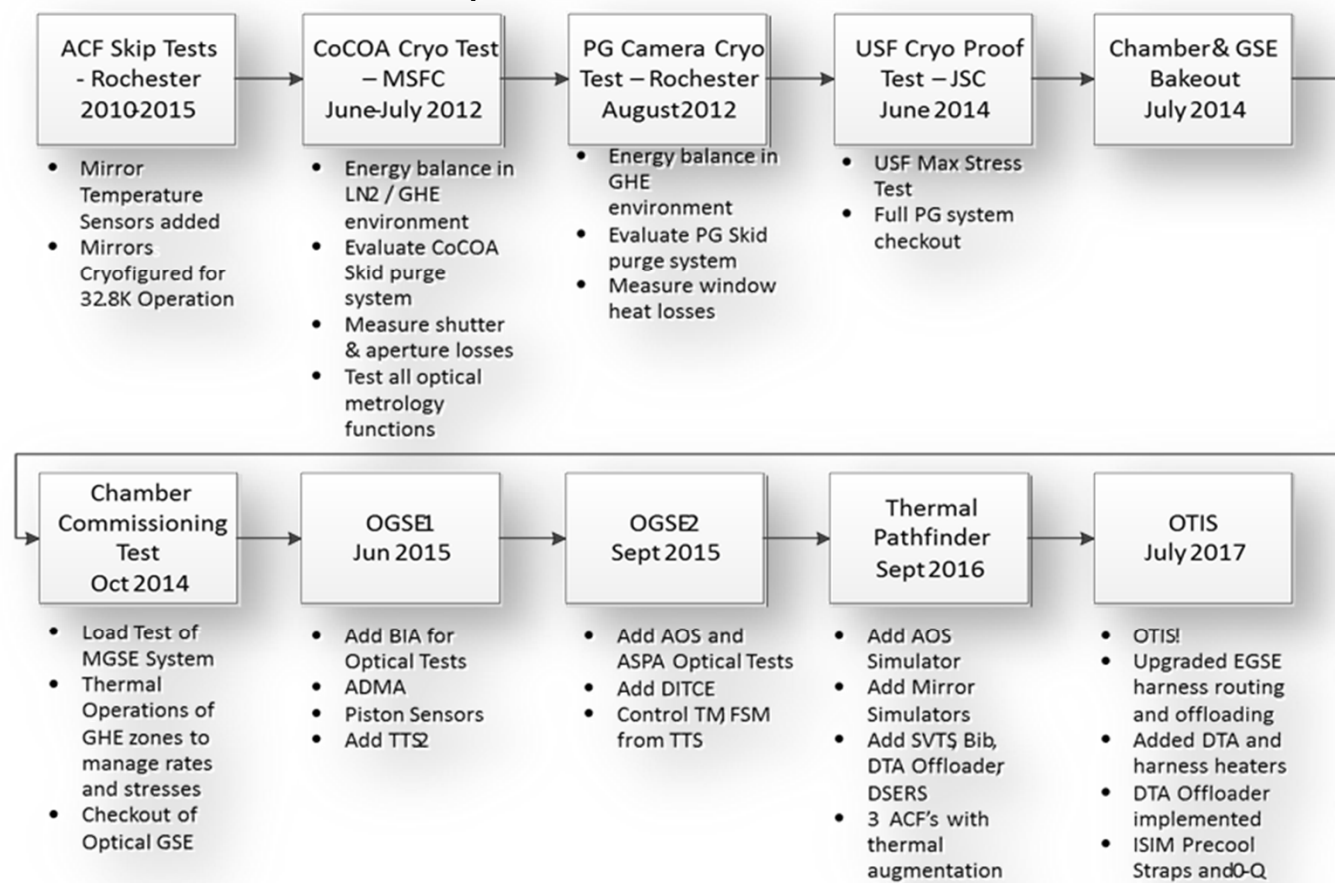 ACF Skip Tests
- Rochester
2010-2015
CoCOA Cryo Test
– MSFC
June-July 2012
PG Camera Cryo
Test – Rochester
August 2012
USF Cryo Proof
Test – JSC
June 2014
Chamber & GSE
Bakeout
July 2014
• Mirror
Temperature
Sensors added
• Mirrors
Cryofigured for
32.8K Operation
• Energy balance in
LN2 / GHE
environment
• Evaluate CoCOA
Skid purge
system
• Measure shutter
& aperture losses
• Test all optical
metrology
functions
• Energy balance in
GHE
environment
• Evaluate PG Skid
purge system
• Measure window
heat losses
• USF Max Stress
Test
• Full PG system
checkout
Chamber
Commissioning
Test
Oct 2014
OGSE1
Jun 2015
OGSE2
Sept 2015
Thermal
Pathfinder
Sept 2016
OTIS
July 2017
• Load Test of
MGSE System
• Thermal
Operations of
GHE zones to
manage rates
and stresses
• Checkout of
Optical GSE
• Add BIA for
Optical Tests
• ADMA
• Piston Sensors
• Add TTS2
• Add AOS and
ASPA Optical Tests
• Add DITCE
• Control TM, FSM
from TTS
• Add AOS
Simulator
• Add Mirror
Simulators
• Add SVTS, Bib,
DTA Offloader,
DSERS
• 3 ACF's with
thermal
augmentation
• OTIS!
• Upgraded EGSE
harness routing
and offloading
• Added DTA and
harness heaters
• DTA Offloader
implemented
• ISIM Precool
Straps and 0-Q